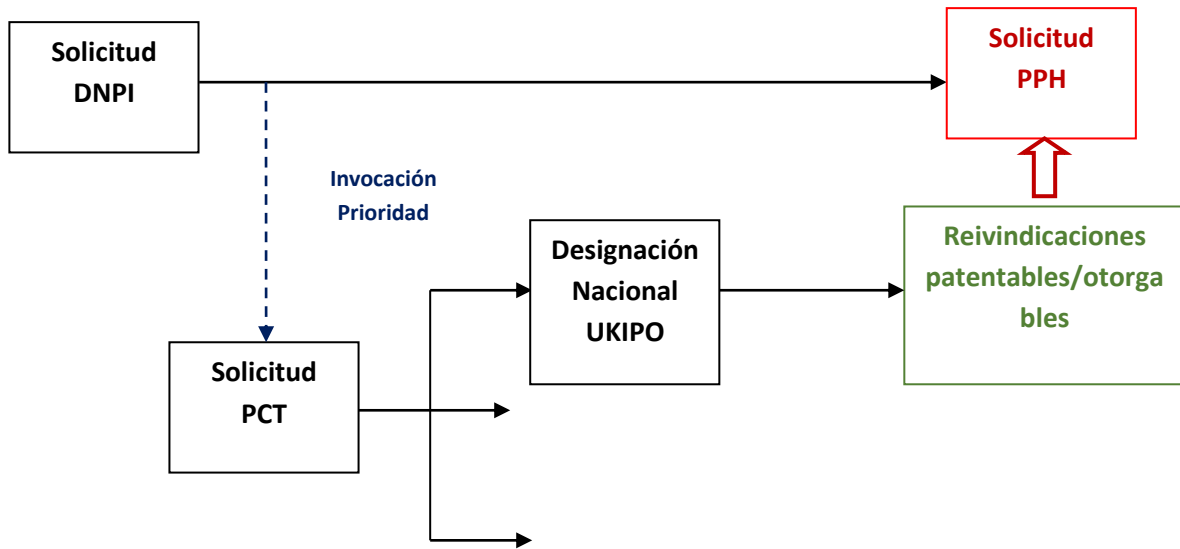 Solicitud
DNPI
Solicitud
PPH
Invocación
Prioridad
Designación
Nacional
UKIPO
Reivindicaciones
patentables/otorga
bles
Solicitud
PCT